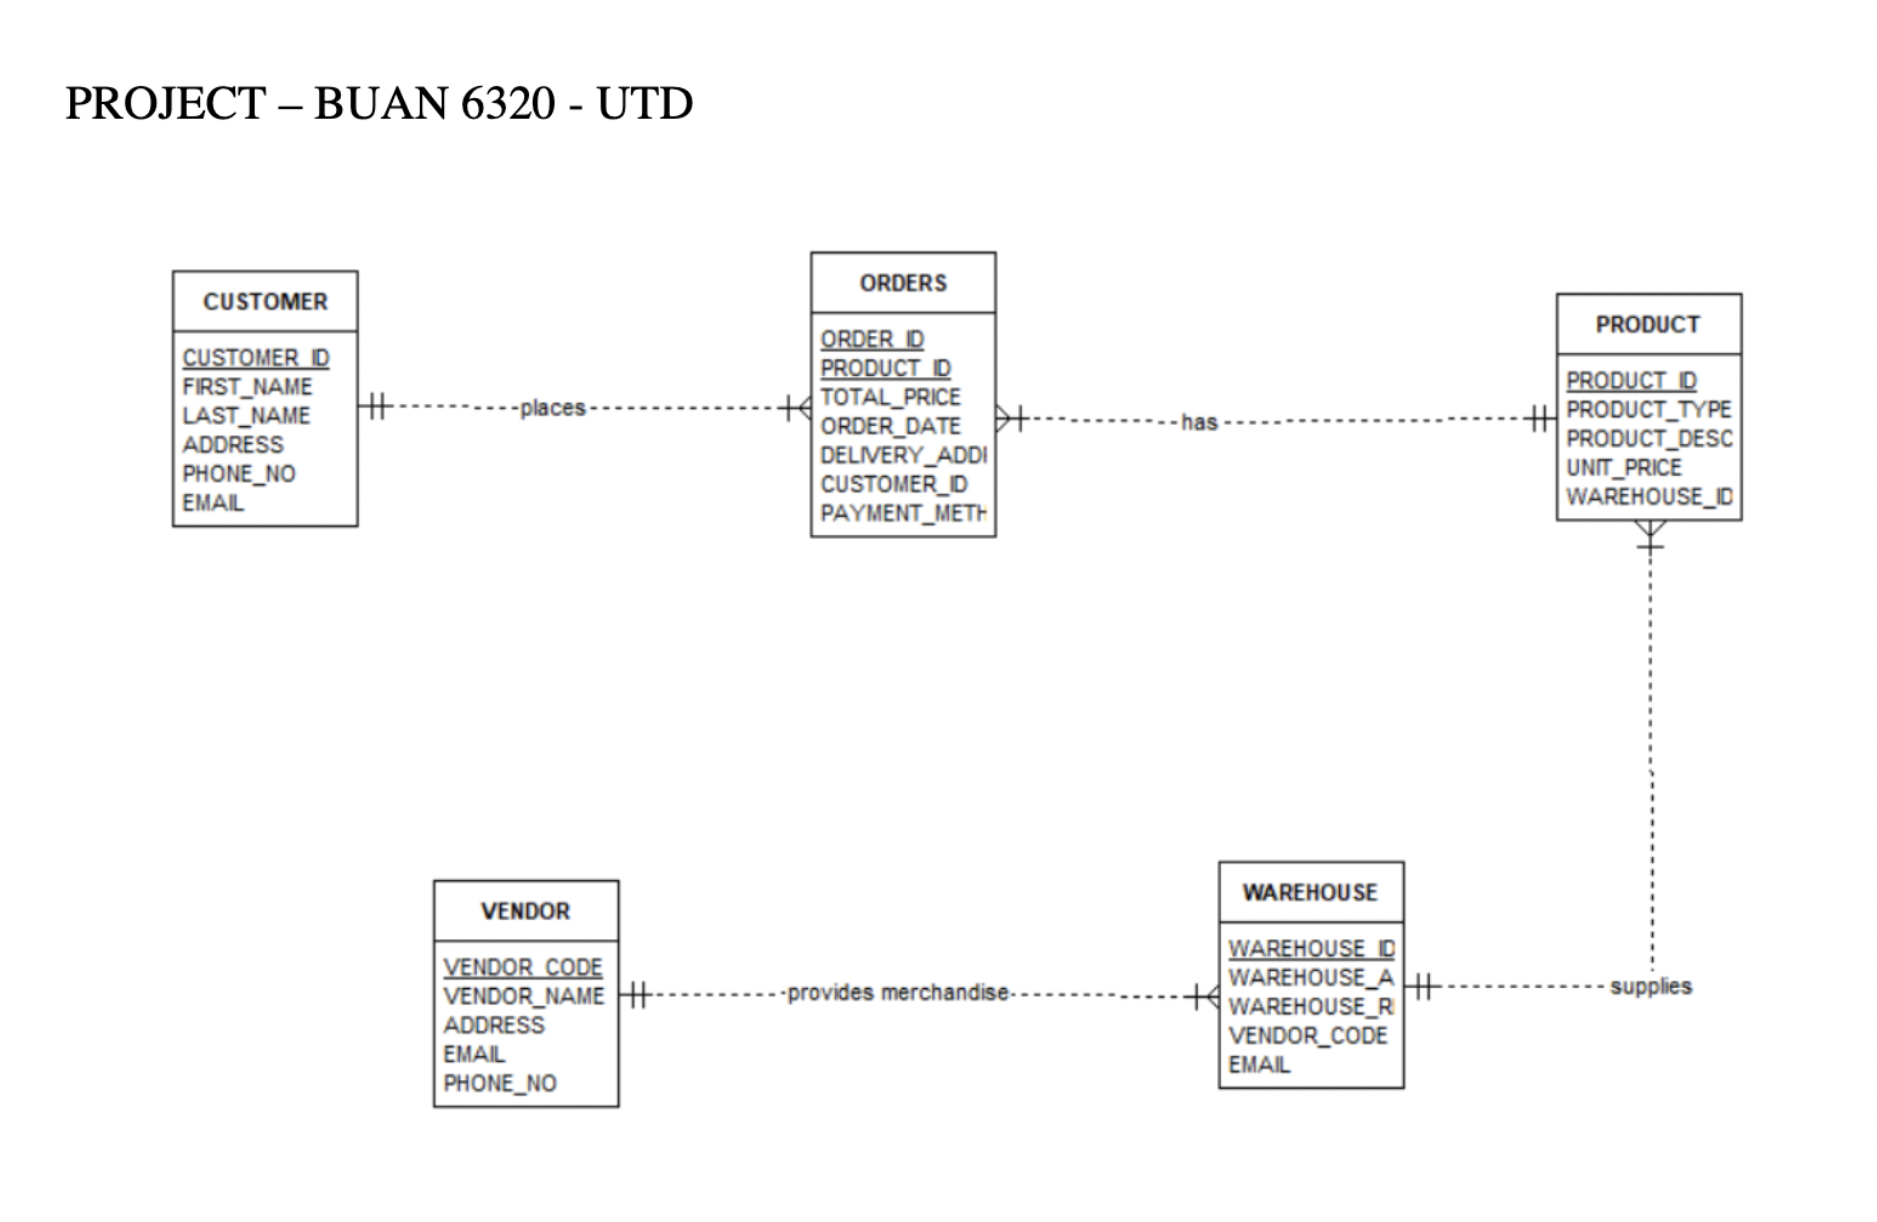 PROJECT – BUAN 6320 - UTD
CUSTOMER
CUSTOMER_ID
FIRST_NAME
LAST_NAME
ADDRESS
PHONE_NO
EMAIL
places
ORDERS
ORDER_ID
PRODUCT_ID
TOTAL_PRICE
ORDER_DATE
DELIVERY_ADD
CUSTOMER_ID
PAYMENT_METH
has
PRODUCT
PRODUCT_ID
PRODUCT_TYPE
PRODUCT_DESC
UNIT_PRICE
WAREHOUSE_ID
VENDOR
VENDOR_CODE
VENDOR_NAME
ADDRESS
EMAIL
PHONE_NO
provides merchandise
WAREHOUSE
WAREHOUSE_ID
WAREHOUSE_A
WAREHOUSE_R
VENDOR_CODE
EMAIL
supplies